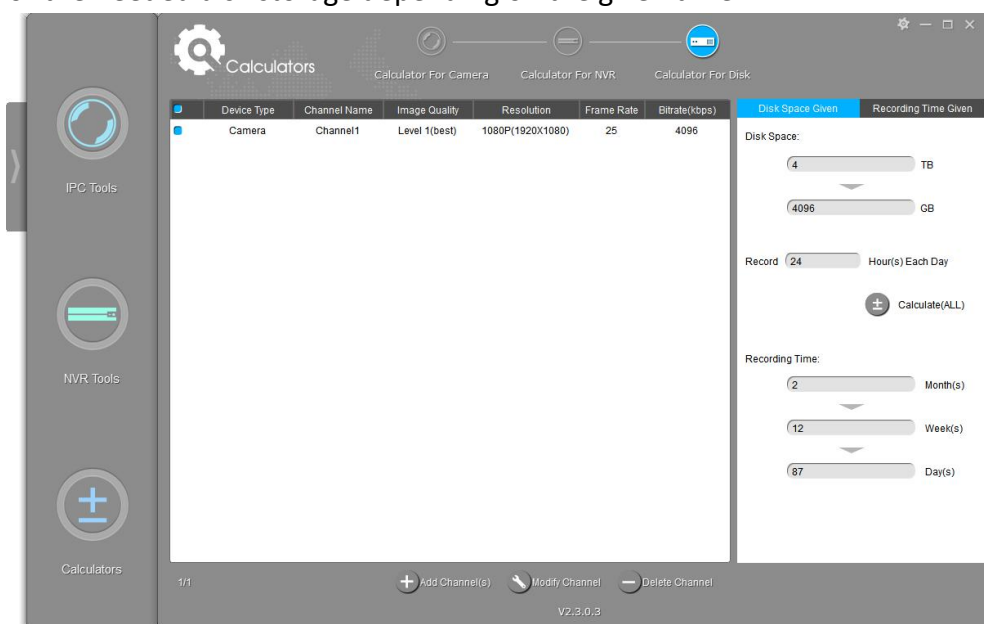 Calculators
Calculator For Camera
Calculator For NVR
Calculator For Disk
IPC Tools
NVR Tools
Calculators
Device Type Channel Name Image Quality Resolution Frame Rate Bitrate(kbps)
Camera Channel1 Level 1(best) 1080P(1920X1080) 25 4096
Disk Space Given Recording Time Given
Disk Space:
4 TB
4096 GB
Record 24 Hour(s) Each Day
Calculate(ALL)
Recording Time:
2 Month(s)
12 Week(s)
87 Day(s)
1/1
Add Channel(s) Modify Channel Delete Channel
V2.3.0.3